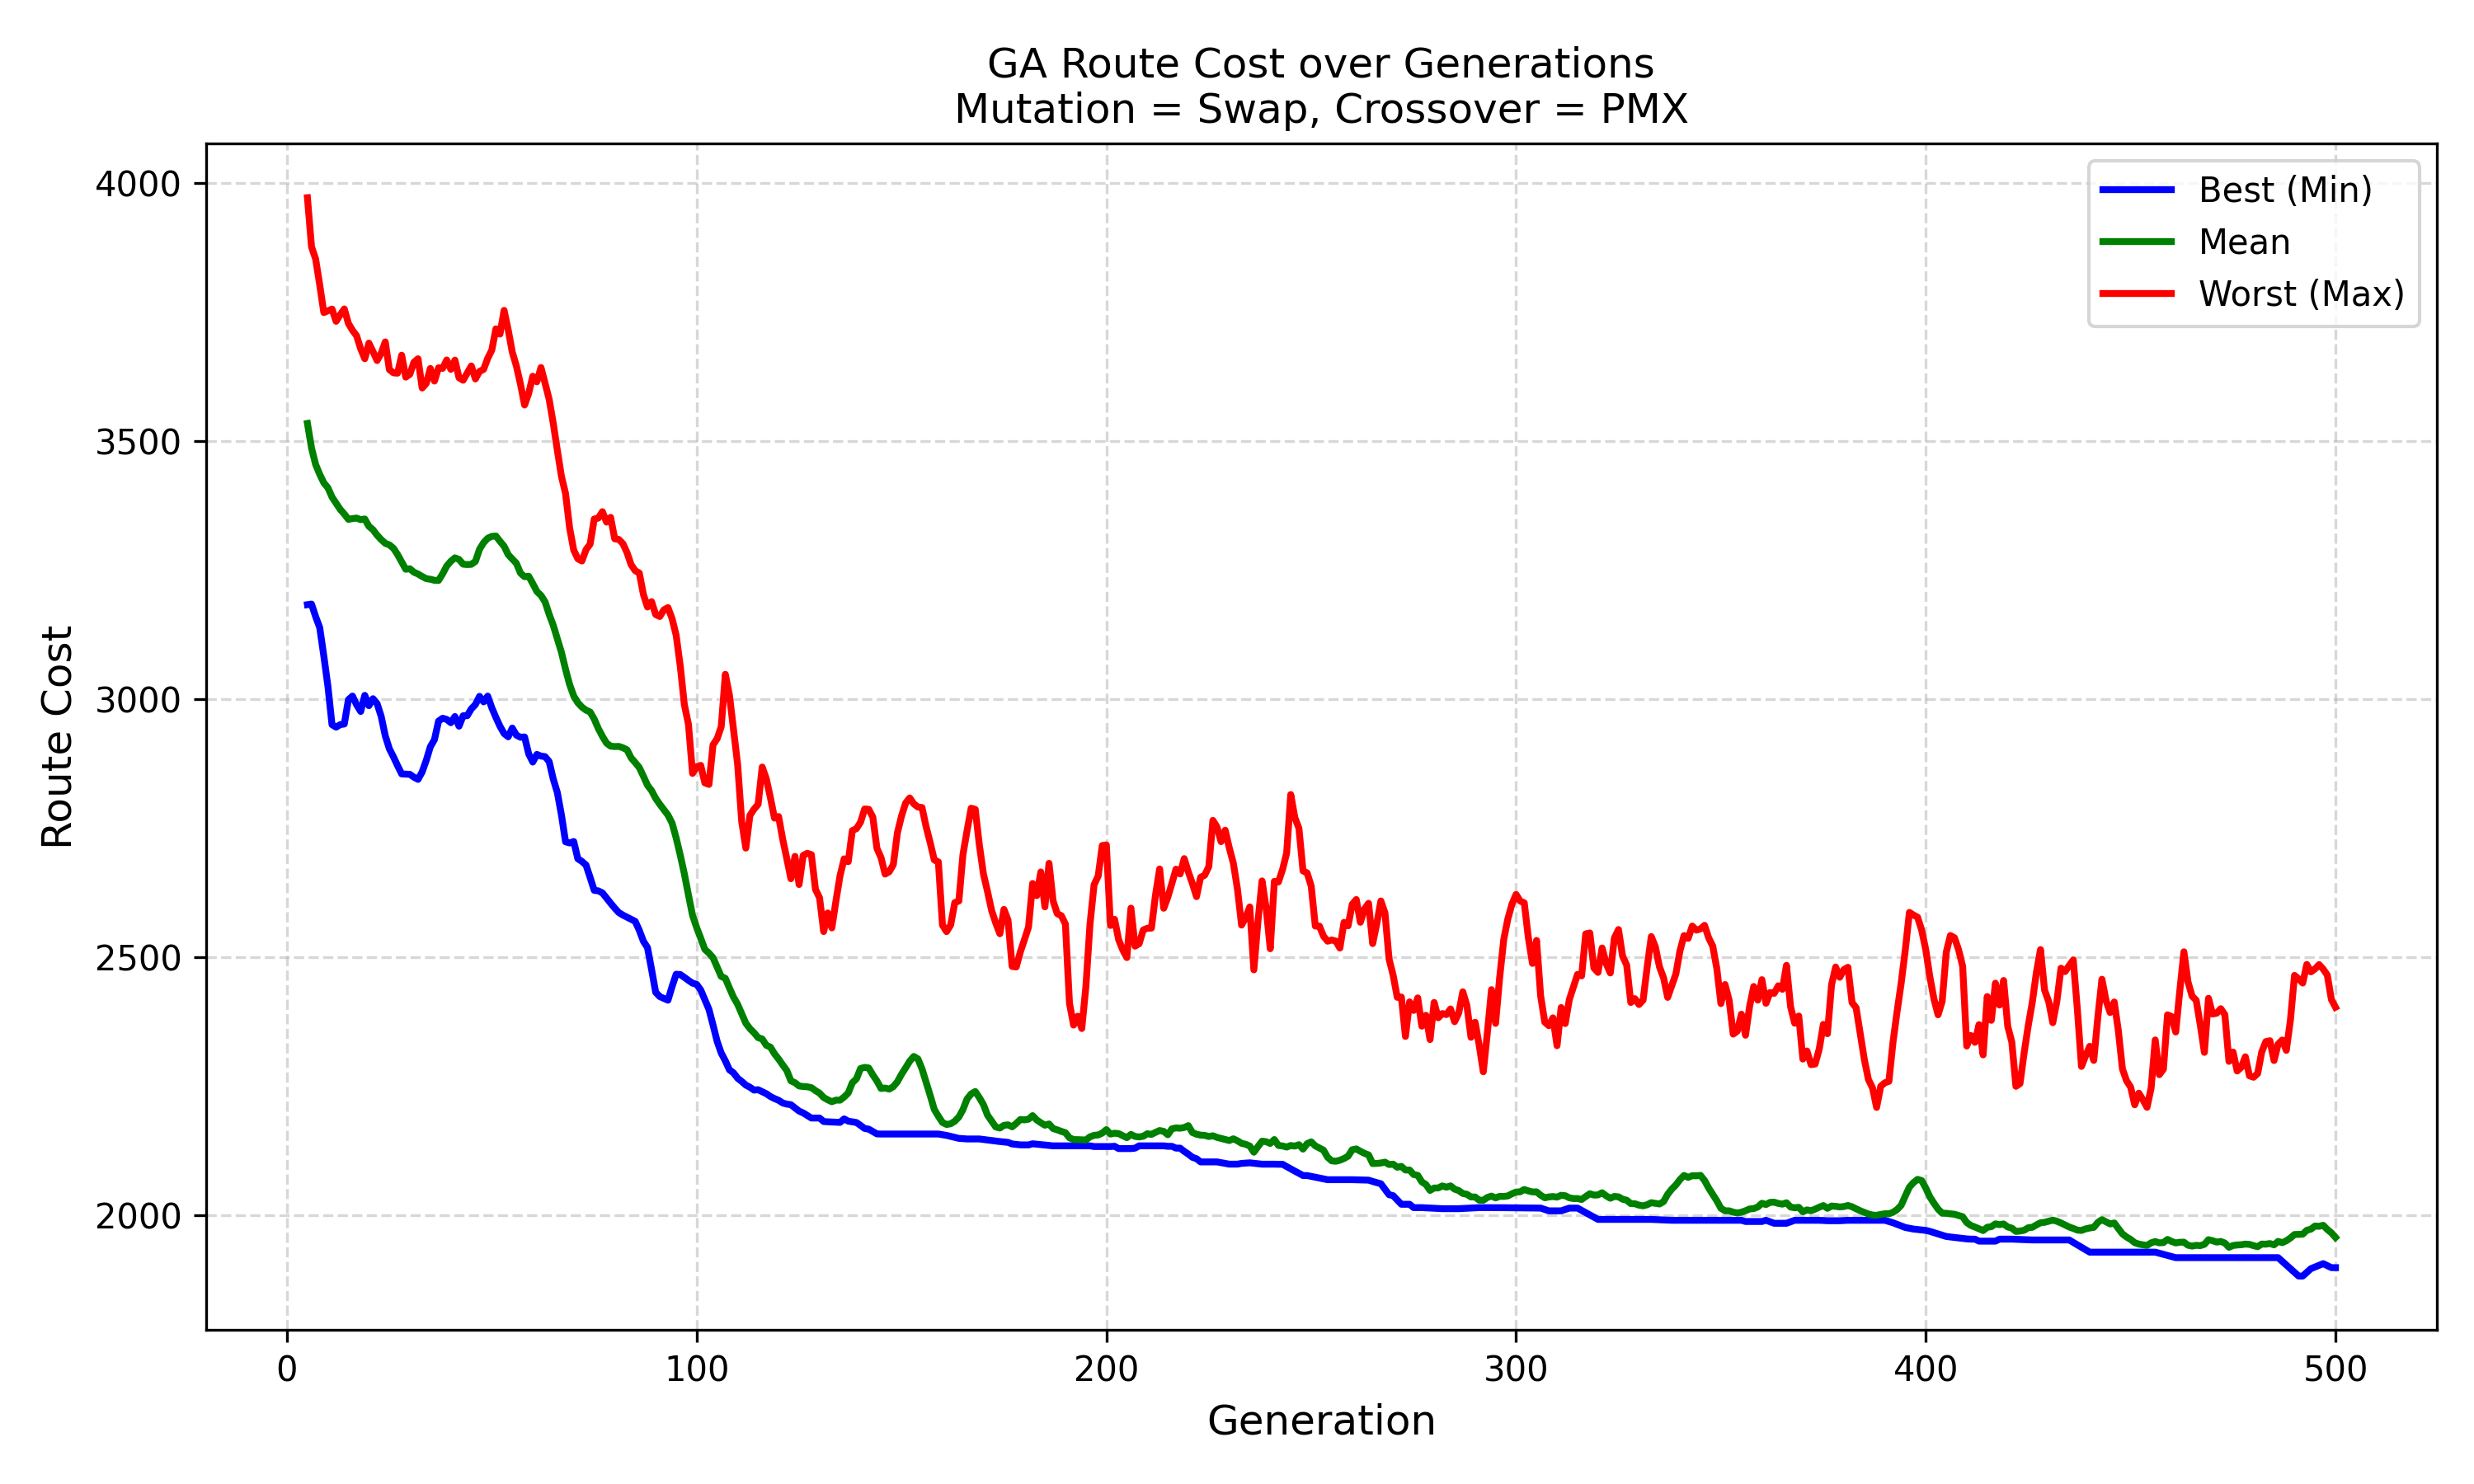 GA Route Cost over Generations
Mutation = Swap, Crossover = PMX
Best (Min)
Mean
Worst (Max)
Route Cost
4000
3500
3000
2500
2000
0 100 200 300 400 500
Generation